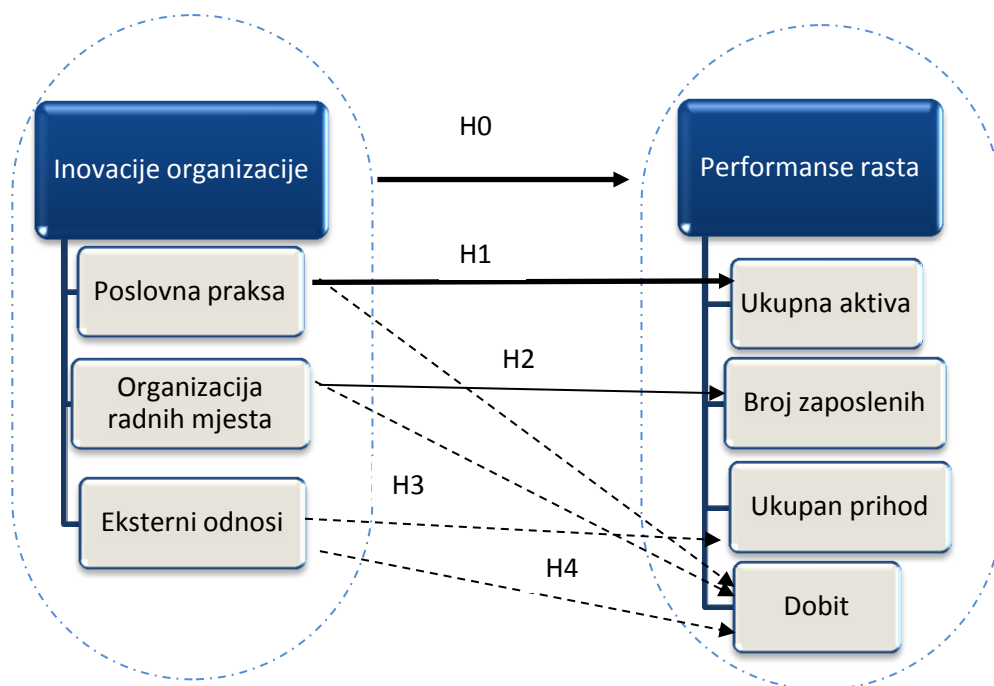 H0
Inovacije organizacije
Performanse rasta
H1
Poslovna praksa
Ukupna aktiva
H2
Organizacija
radnih mjesta
Broj zaposlenih
H3
Eksterni odnosi
Ukupan prihod
H4
Dobit